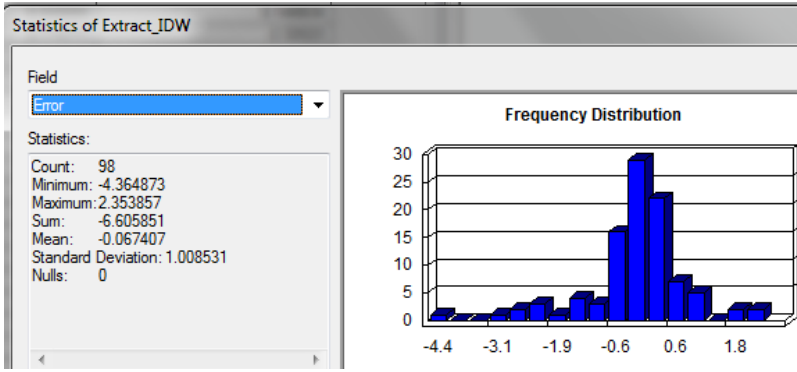 Statistics of Extract_IDW
Field
Error
Statistics:
Count: 98
Minimum: -4.364873
Maximum: 2.353857
Sum: -6.605851
Mean: -0.067407
Standard Deviation: 1.008531
Nulls: 0
Frequency Distribution
30
25
20
15
10
5
0
-4.4 -3.1 -1.9 -0.6 0.6 1.8